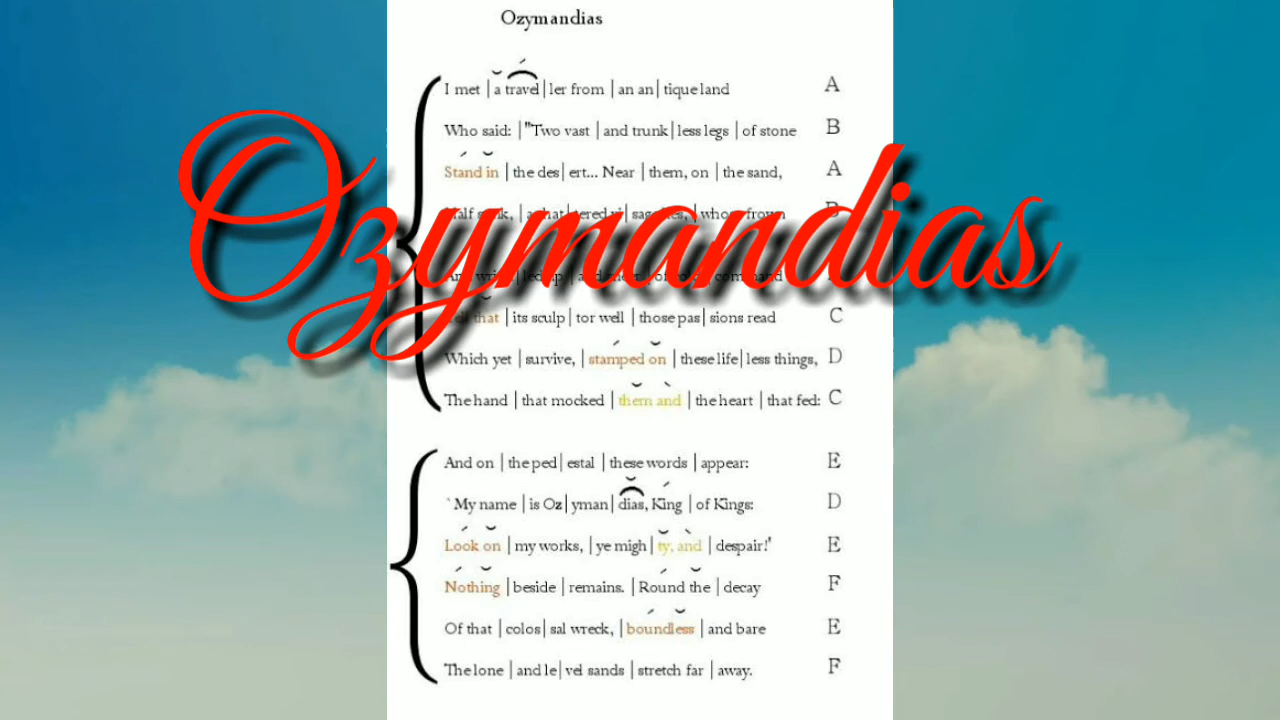 Ozymandias
I met | a travel | ler from | an an | tique land A
Who said: | "Two vast | and trunk | less legs | of stone B
Stand in | the des | ert... Near | them, on | the sand, A
Ozymandias
that | its sculp | tor well | those pas | sions read C
Which yet | survive, | stamped on | these life | less things, D
The hand | that mocked | them and | the heart | that fed: C
And on | the ped | estal | these words | appear: E
` My name | is Oz | yman | dias, King | of Kings: D
Look on | my works, | ye migh | ty, and | despair!' E
Nothing | beside | remains. | Round the | decay F
Of that | colos | sal wreck, | boundless | and bare E
The lone | and le | vel sands | stretch far | away. F